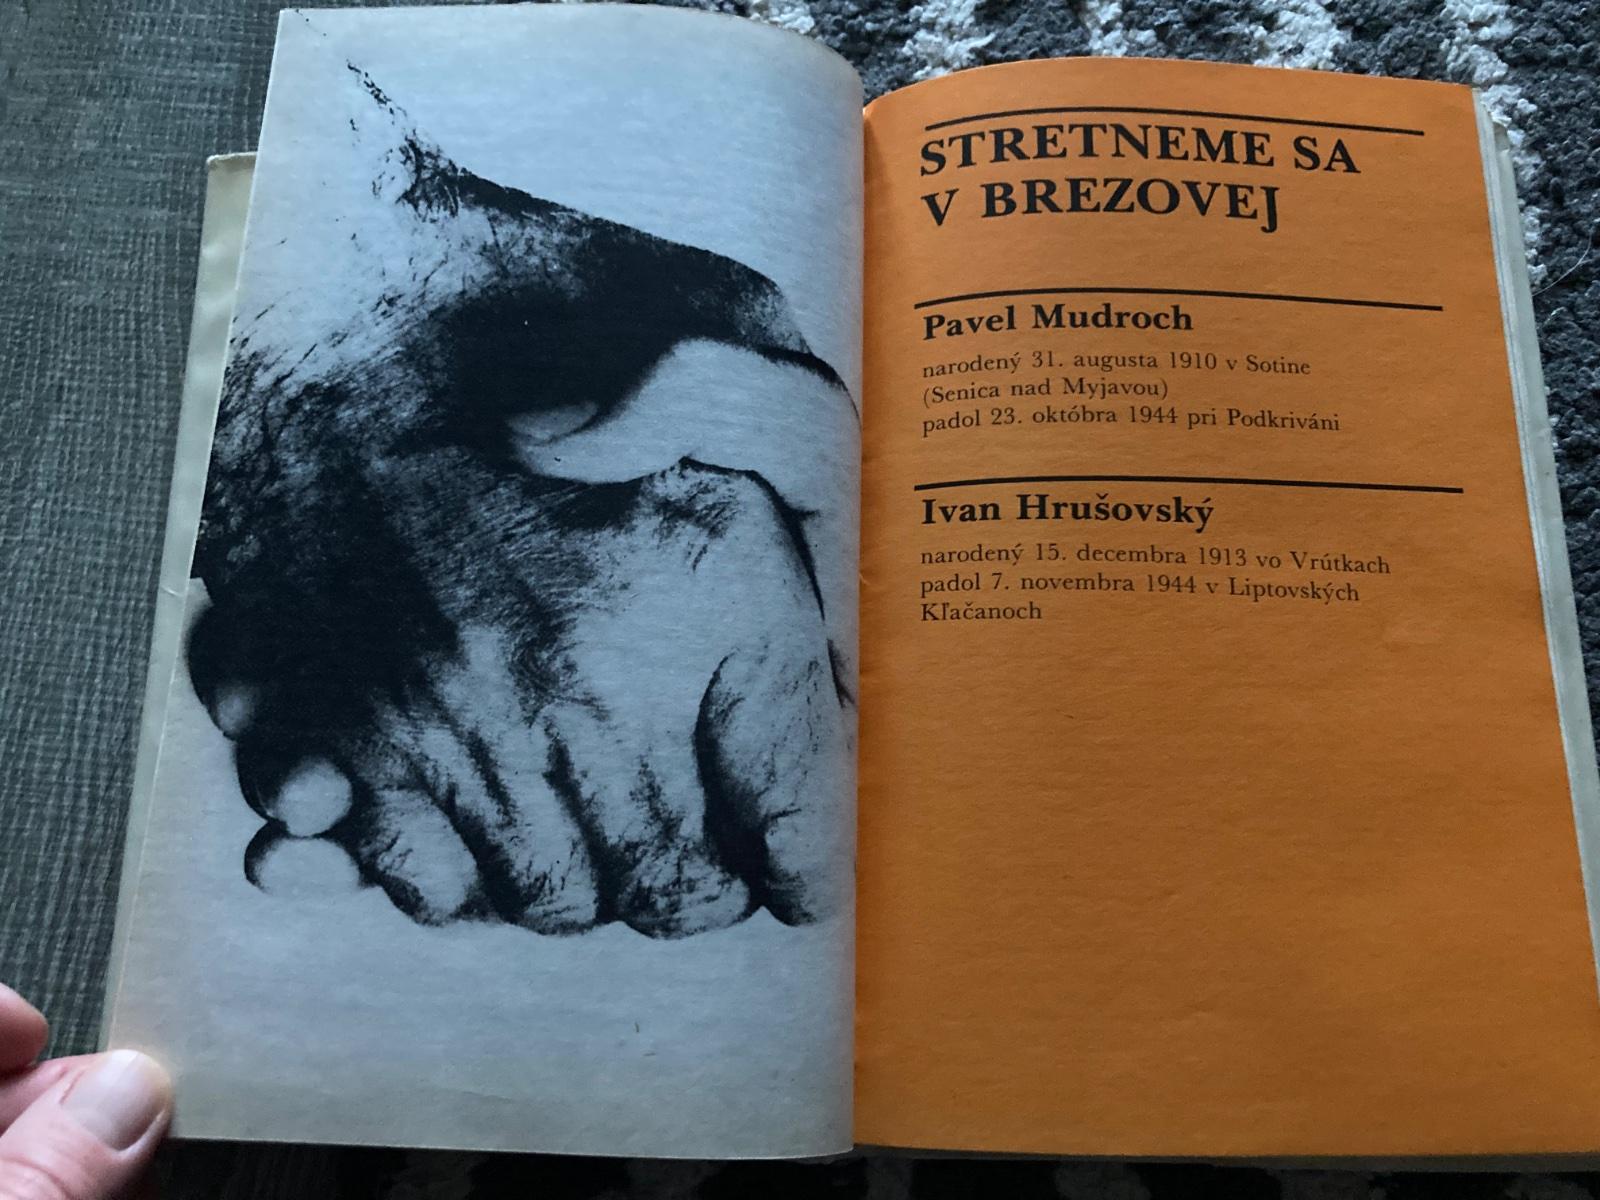 STRETNEME SA
V BREZOVEJ
Pavel Mudroch
narodený 31. augusta 1910 v Sotine
(Senica nad Myjavou)
padol 23. októbra 1944 pri Podkriváni
Ivan Hrušovský
narodený 15. decembra 1913 vo Vrútkach
padol 7. novembra 1944 v Liptovských
Kľačanoch